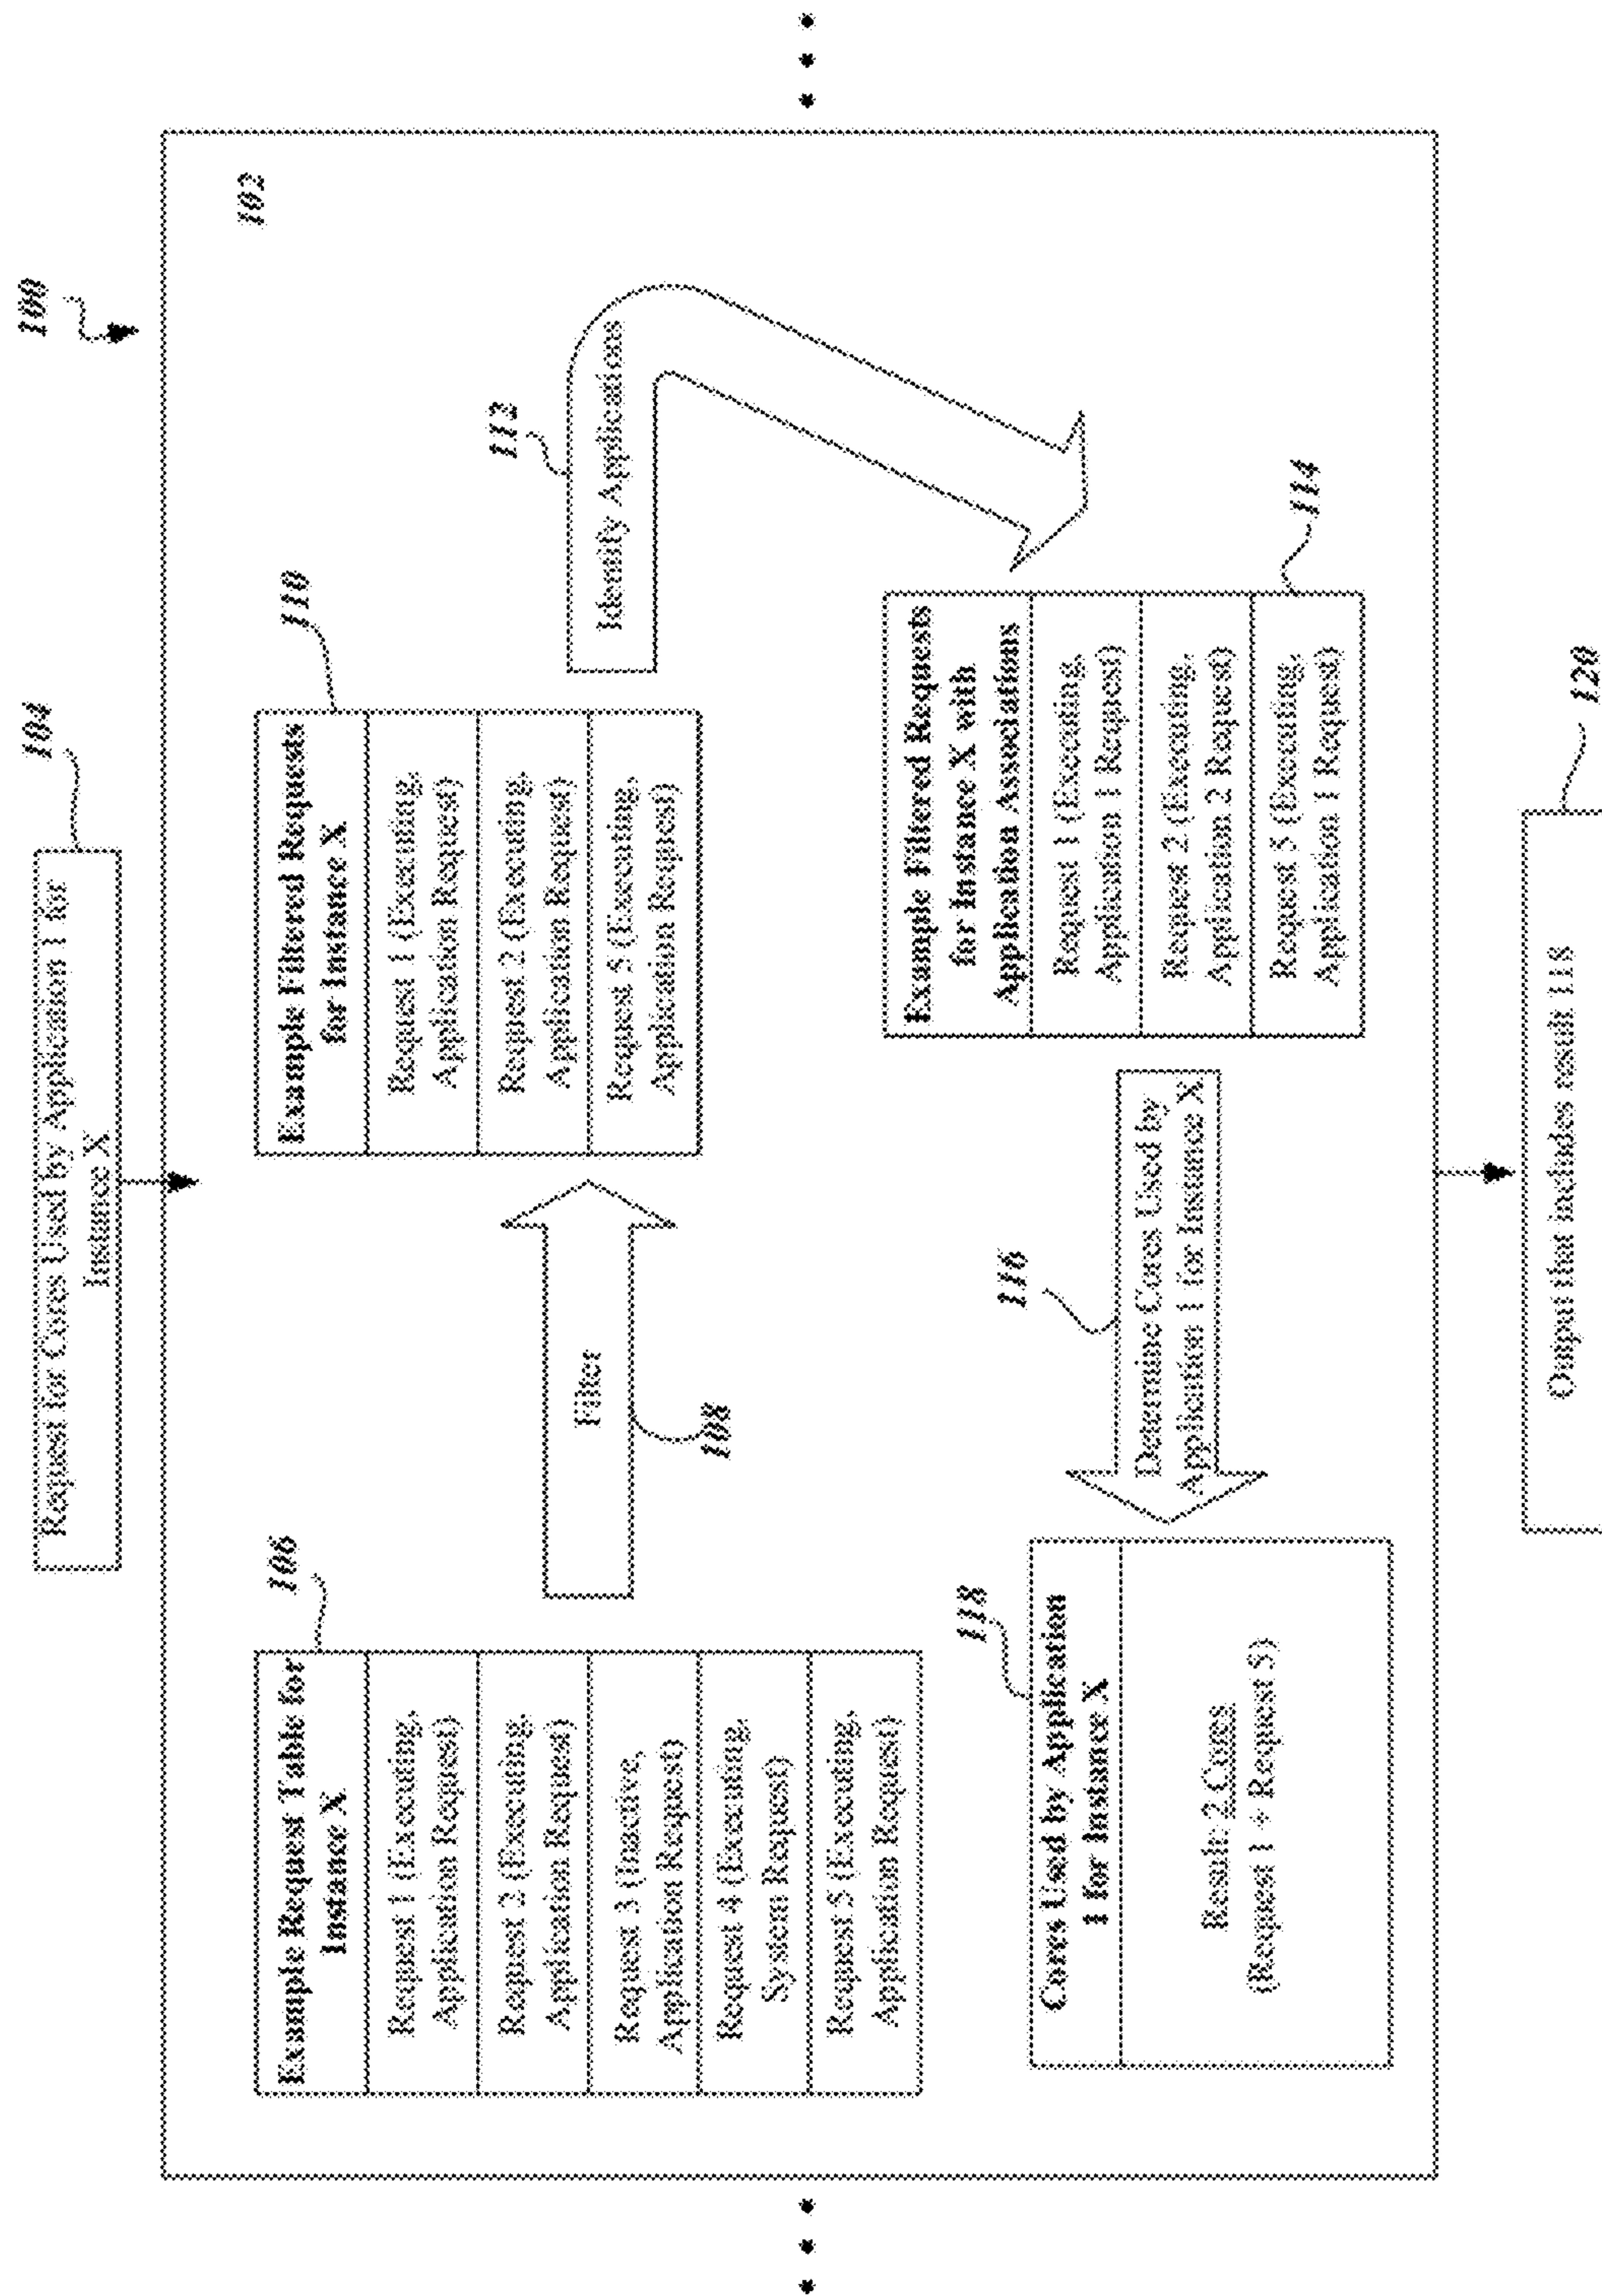 100
104
Request for Cores Used by Application 1 for
Instance X
102
106
Example Request Table for
Instance X
Request 1 (Executing,
Application Request)
Request 2 (Executing,
Application Request)
Request 3 (Inactive,
Application Request)
Request 4 (Executing,
System Request)
Request 5 (Executing,
Application Request)
Filter
108
110
Example Filtered Requests
for Instance X
Request 1 (Executing,
Application Request)
Request 2 (Executing,
Application Request)
Request 5 (Executing,
Application Request)
112
Identify Applications
114
Example Filtered Requests
for Instance X with
Application Associations
Request 1 (Executing,
Application 1 Request)
Request 2 (Executing,
Application 2 Request)
Request 5 (Executing,
Application 1 Request)
116
Determine Cores Used by
Application 1 for Instance X
118
Cores Used by Application
1 for Instance X
Result: 2 Cores
(Request 1 + Request 5)
120
Output that includes result 118